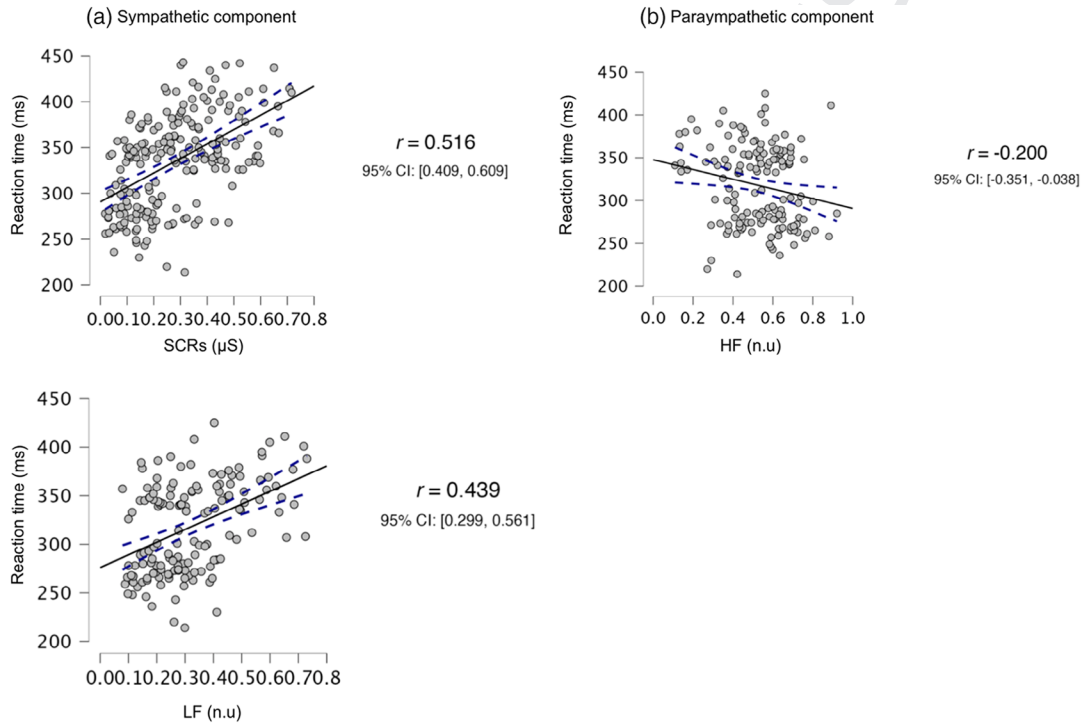 (a) Sympathetic component
450
400
350
300
250
200
Reaction time (ms)
0.00.10.20.30.40.50.60.70.8
SCRs (µS)
r = 0.516
95% CI: [0.409, 0.609]
(b) Paraympathetic component
450
400
350
300
250
200
Reaction time (ms)
0.0 0.2 0.4 0.6 0.8 1.0
HF (n.u)
r = -0.200
95% CI: [-0.351, -0.038]
450
400
350
300
250
200
Reaction time (ms)
0.00.10.20.30.40.50.60.70.8
LF (n.u)
r = 0.439
95% CI: [0.299, 0.561]